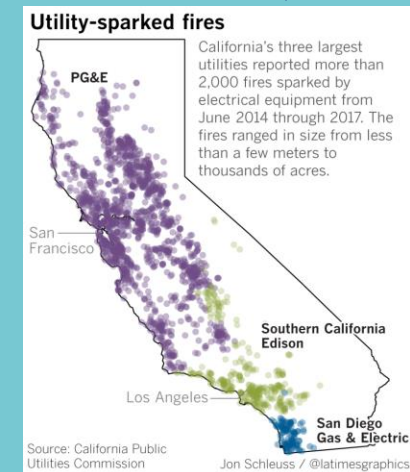 Utility-sparked fires
California's three largest
utilities reported more than
2,000 fires sparked by
electrical equipment from
June 2014 through 2017. The
fires ranged in size from less
than a few meters to
thousands of acres.
PG&E
San
Francisco
Southern California
Edison
Los Angeles
San Diego
Gas & Electric
Source: California Public
Utilities Commission
Jon Schleuss / @latimesgraphics